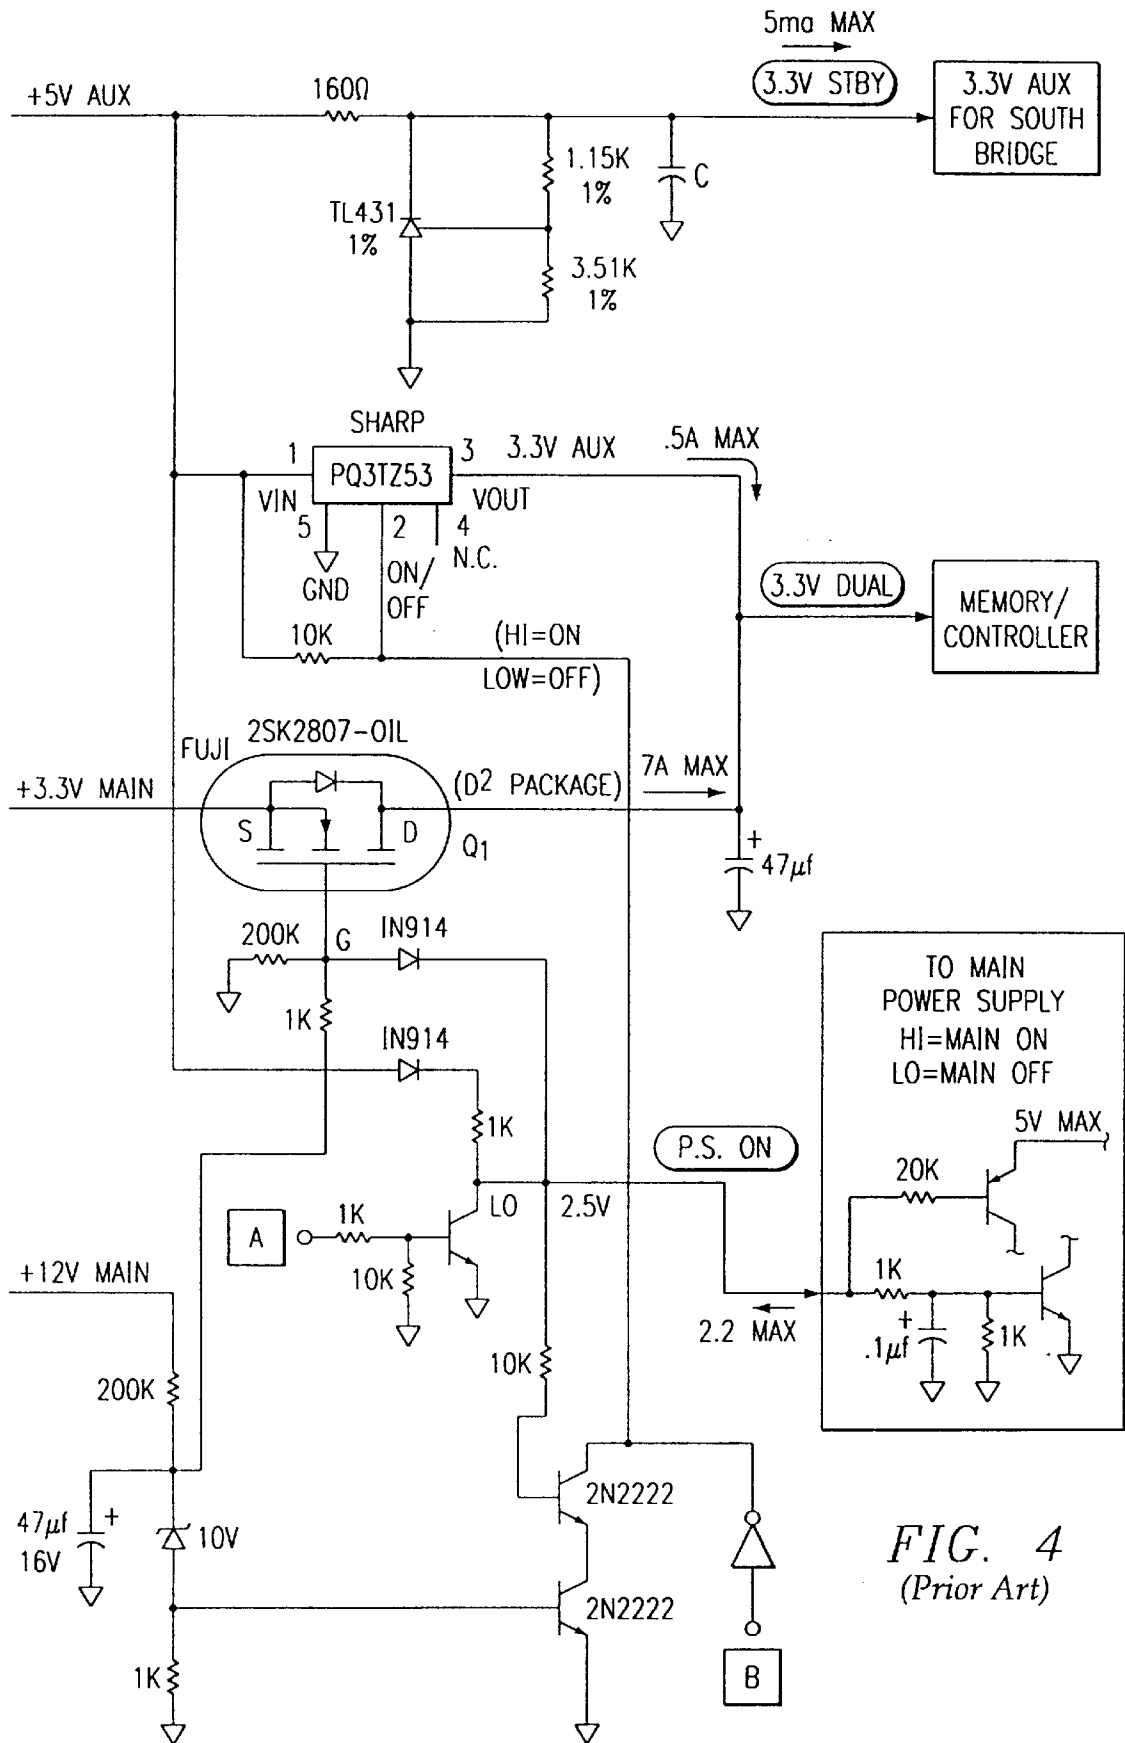 5ma MAX
+5V AUX
160Ω
3.3V STBY
3.3V AUX
FOR SOUTH
BRIDGE
1.15K
1%
C
TL431
1%
3.51K
1%
SHARP
1
PQ3TZ53
3
3.3V AUX
.5A MAX
VIN
VOUT
5
2
4
N.C.
GND
ON/
OFF
3.3V DUAL
MEMORY/
CONTROLLER
10K
(HI=ON
LOW=OFF)
2SK2807-OIL
FUJI
+3.3V MAIN
(D2 PACKAGE)
7A MAX
S
D
Q1
+
47µf
200K
G
IN914
1K
IN914
TO MAIN
POWER SUPPLY
HI=MAIN ON
LO=MAIN OFF
5V MAX
1K
P.S. ON
20K
LO
2.5V
A
1K
10K
+12V MAIN
1K
2.2 MAX
+
.1µf
1K
10K
200K
2N2222
47µf
+
16V
10V
FIG. 4
(Prior Art)
2N2222
1K
B